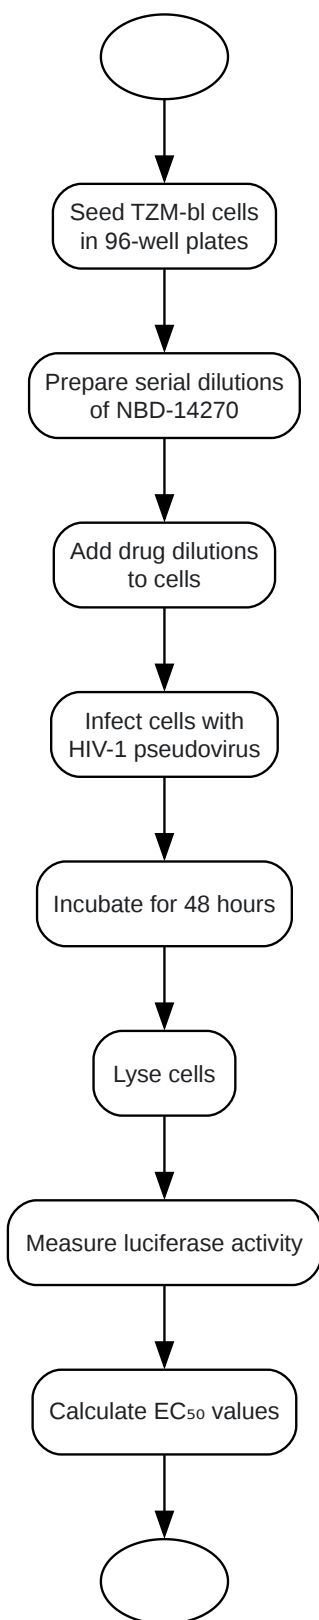 Seed TZM-bl cells
in 96-well plates
Prepare serial dilutions
of NBD-14270
Add drug dilutions
to cells
Infect cells with
HIV-1 pseudovirus
Incubate for 48 hours
Lyse cells
Measure luciferase activity
Calculate EC₅₀ values